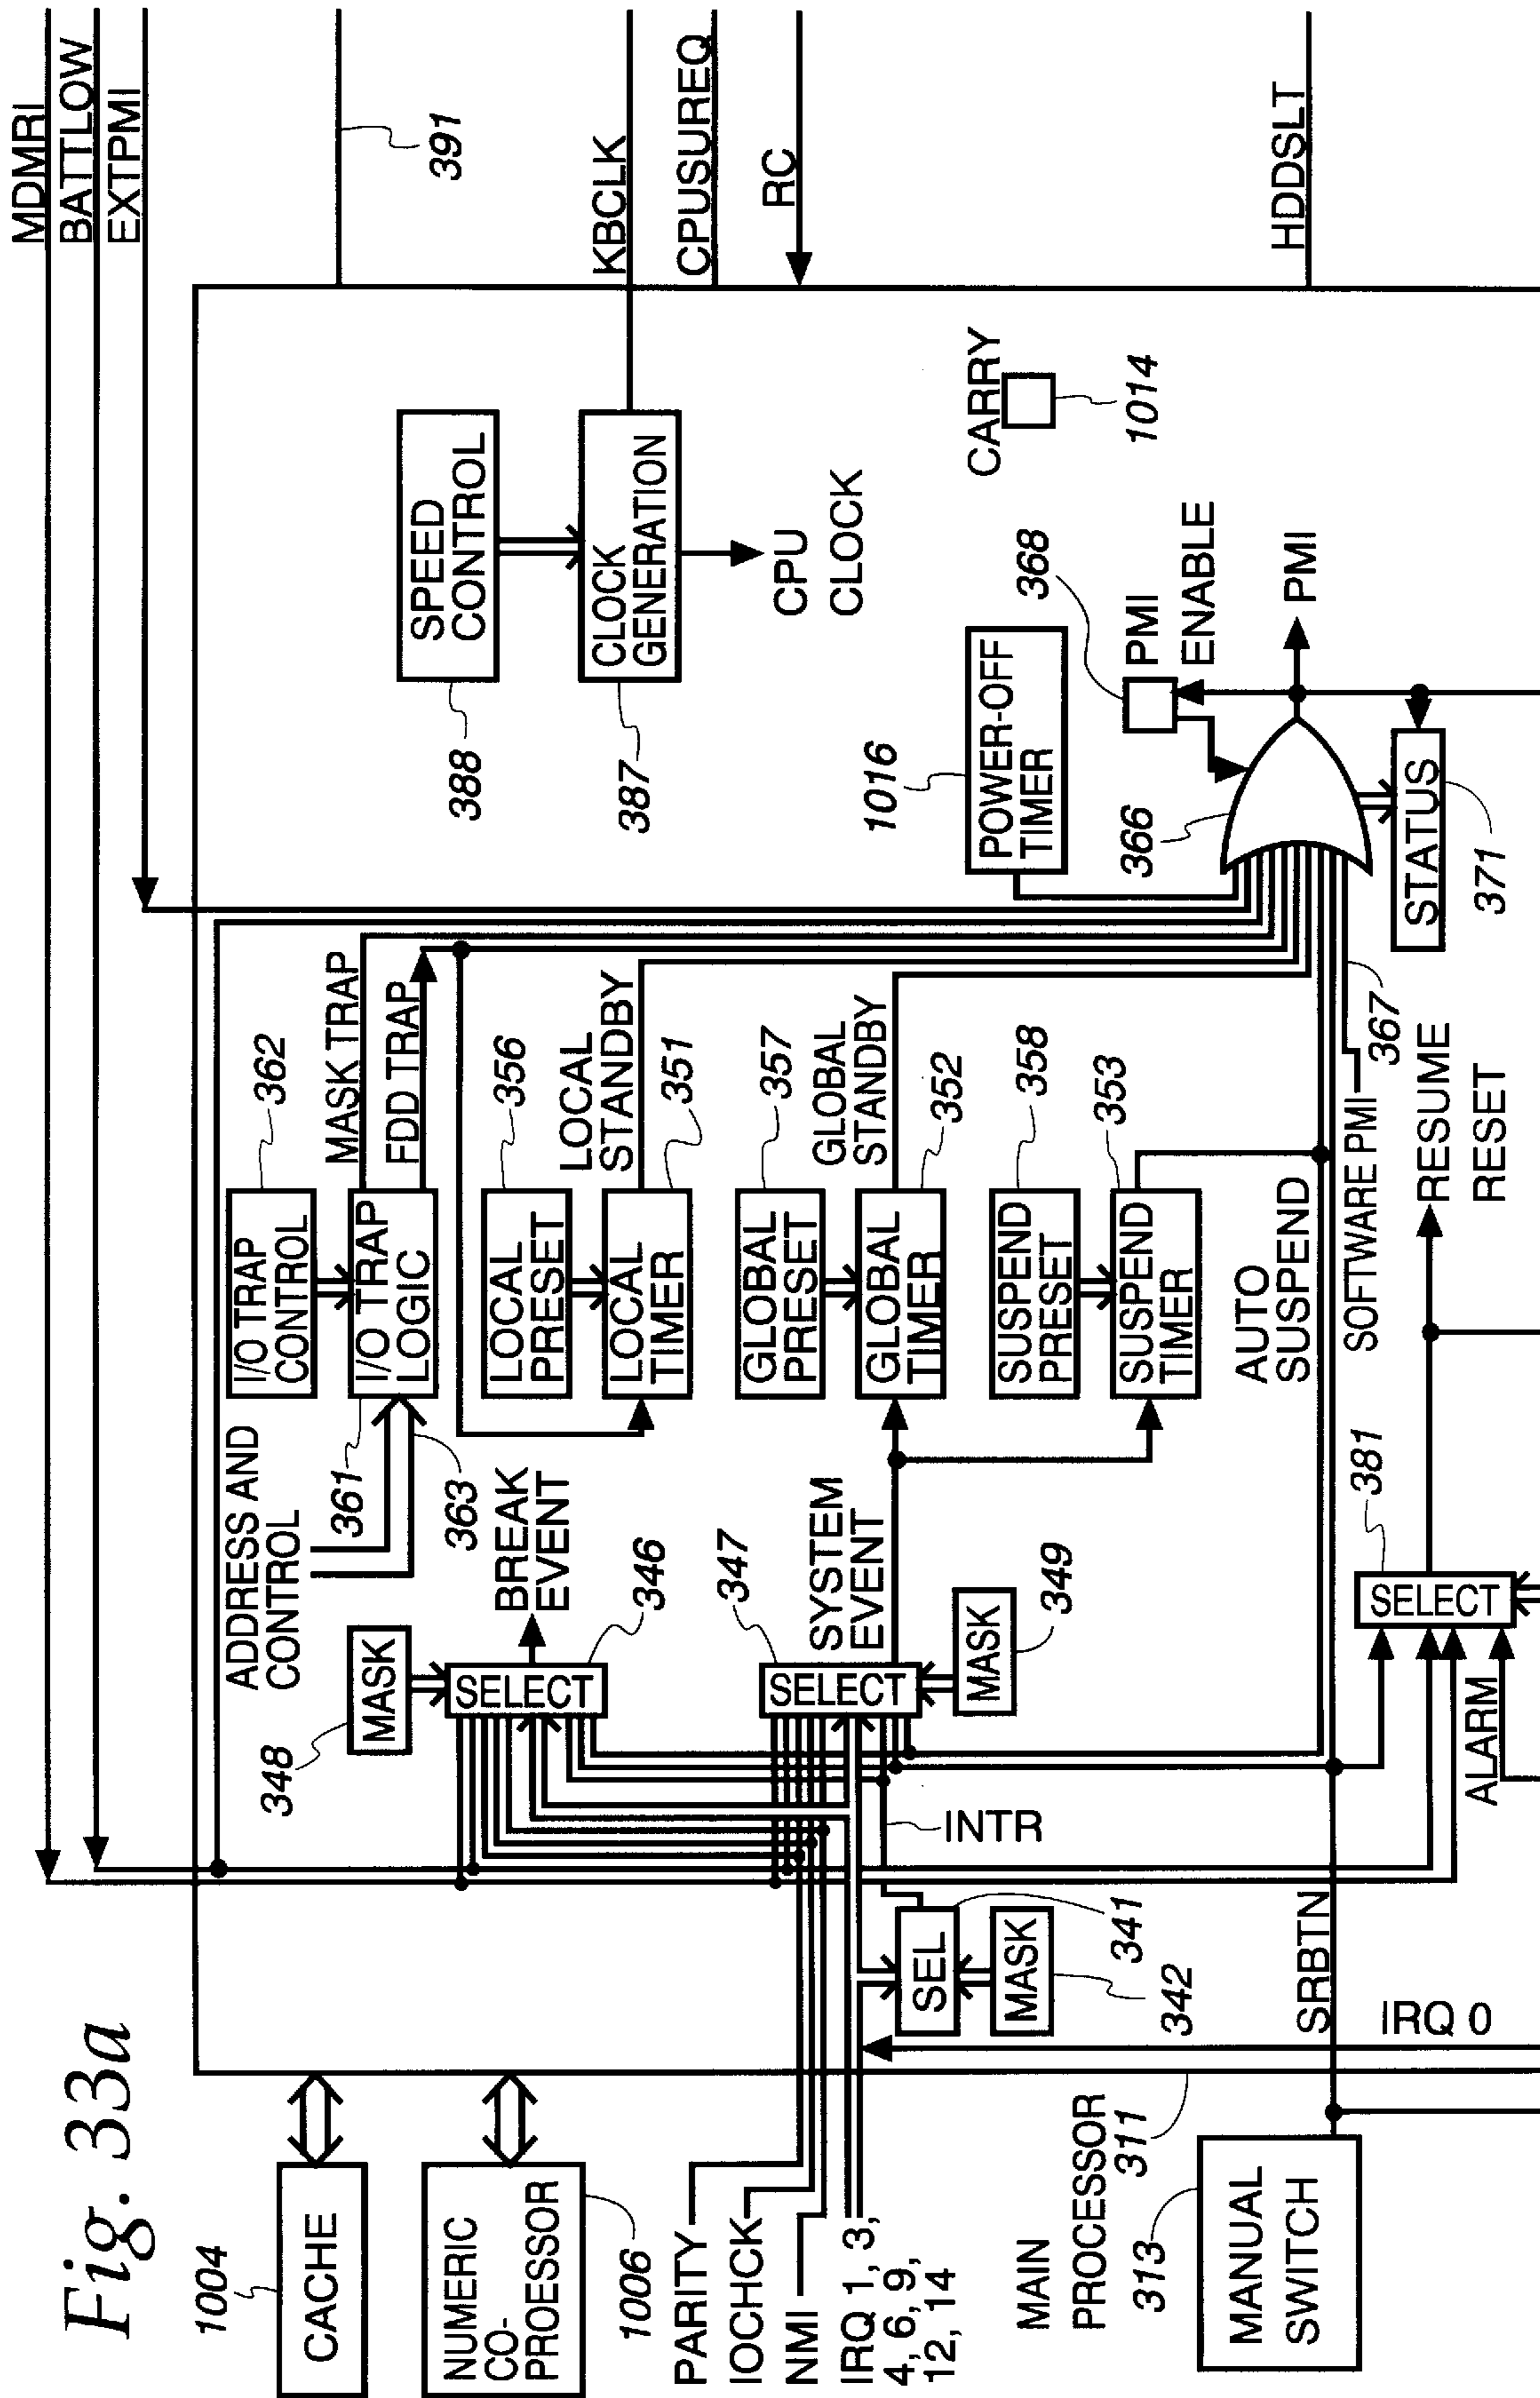 Fig. 33a
MDMRI
BATTLOW
EXTPMI
391
KBCLK
CPUSUREQ
RC
HDDSLT
1004
CACHE
NUMERIC
CO-
PROESSOR
1006
PARITY
IOCHCK
NMI
IRQ 1, 3,
4, 6, 9,
12, 14
MAIN
PROCESSOR
311
313
MANUAL
SWITCH
SRBTN
IRQ 0
348
MASK
SELECT
346
BREAK
EVENT
347
SELECT
SYSTEM
EVENT
MASK
349
INTR
SEL
341
MASK
342
ADDRESS AND
CONTROL
361
363
I/O TRAP
CONTROL
362
I/O TRAP
LOGIC
MASK TRAP
FDD TRAP
LOCAL
PRESET
356
LOCAL
TIMER
LOCAL
STANDBY
351
GLOBAL
PRESET
357
GLOBAL
TIMER
GLOBAL
STANDBY
352
SUSPEND
PRESET
358
SUSPEND
TIMER
353
AUTO
SUSPEND
SOFTWARE PMI
367
381
SELECT
ALARM
RESUME
RESET
388
SPEED
CONTROL
387
CLOCK
GENERATION
CPU
CLOCK
CARRY
1014
1016
POWER-OFF
TIMER
366
368
PMI
ENABLE
PMI
STATUS
371